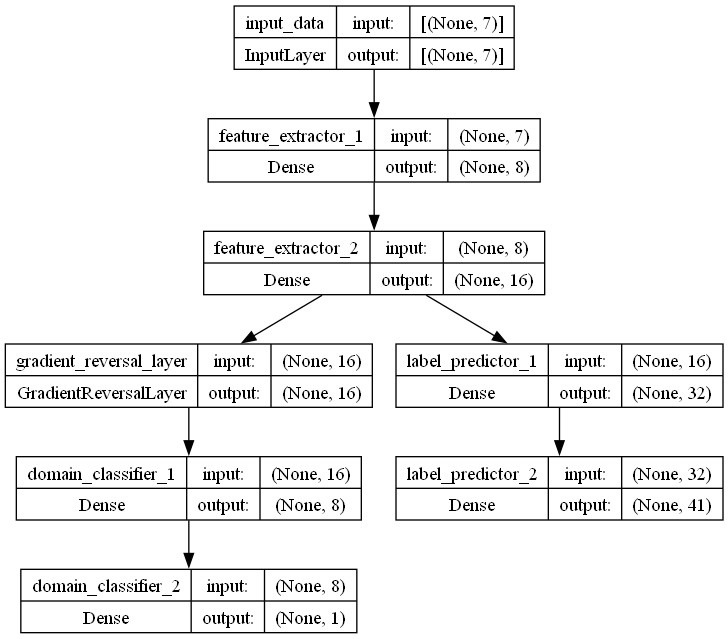 input_data input: [(None, 7)]
InputLayer output: [(None, 7)]
feature_extractor_1 input: (None, 7)
Dense output: (None, 8)
feature_extractor_2 input: (None, 8)
Dense output: (None, 16)
gradient_reversal_layer input: (None, 16)
GradientReversalLayer output: (None, 16)
label_predictor_1 input: (None, 16)
Dense output: (None, 32)
domain_classifier_1 input: (None, 16)
Dense output: (None, 8)
label_predictor_2 input: (None, 32)
Dense output: (None, 41)
domain_classifier_2 input: (None, 8)
Dense output: (None, 1)